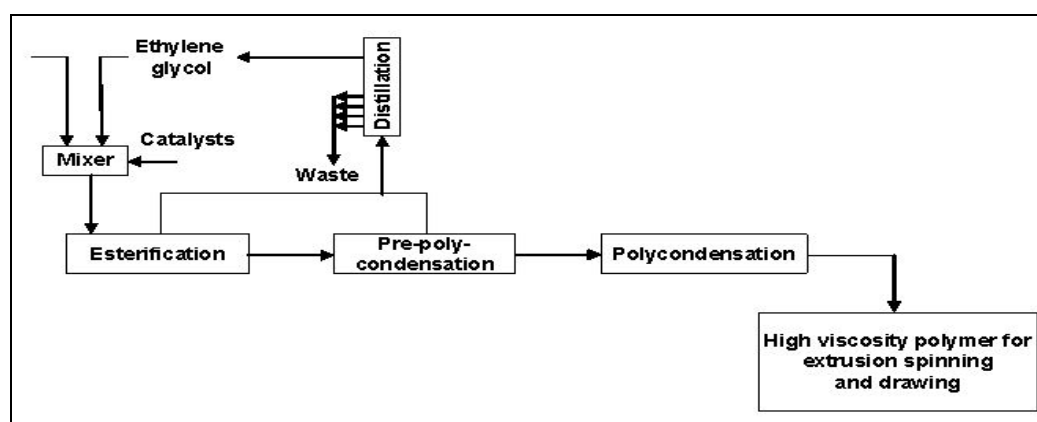 Ethylene
glycol
Distillation
Catalysts
Mixer
Waste
Esterification
Pre-poly-
condensation
Polycondensation
High viscosity polymer for
extrusion spinning
and drawing